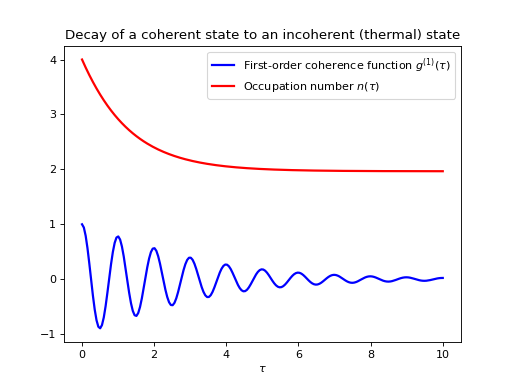 Decay of a coherent state to an incoherent (thermal) state
First-order coherence function g⁽¹⁾(τ)
Occupation number n(τ)
4
3
2
1
0
−1
0 2 4 6 8 10
τ